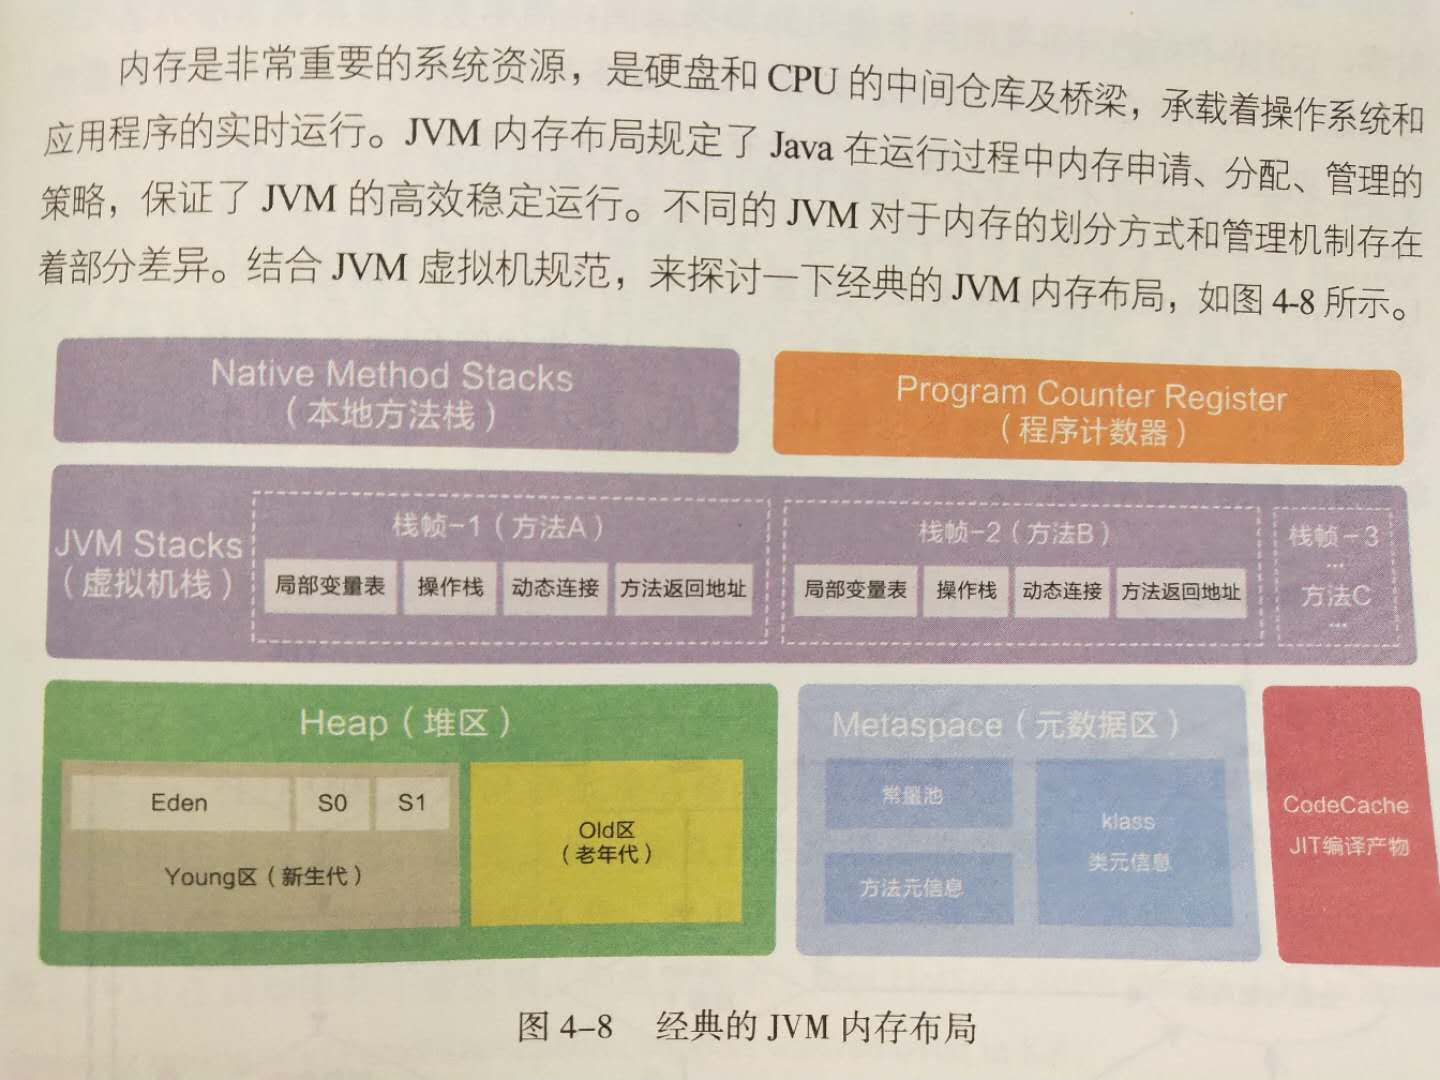 内存是非常重要的系统资源，是硬盘和 CPU 的中间仓库及桥梁，承载着操作系统和
应用程序的实时运行。JVM 内存布局规定了 Java 在运行过程中内存申请、分配、管理的
策略，保证了 JVM 的高效稳定运行。不同的 JVM 对于内存的划分方式和管理机制存在
着部分差异。结合 JVM 虚拟机规范，来探讨一下经典的 JVM 内存布局，如图 4-8 所示。
Native Method Stacks
（本地方法栈）
Program Counter Register
（程序计数器）
JVM Stacks
（虚拟机栈）
栈帧-1（方法A）
局部变量表
操作栈
动态连接
方法返回地址
栈帧-2（方法B）
局部变量表
操作栈
动态连接
方法返回地址
栈帧-3
...
方法C
...
Heap（堆区）
Eden
S0
S1
Young区（新生代）
Old区
（老年代）
Metaspace（元数据区）
常量池
方法元信息
klass
类元信息
CodeCache
JIT编译产物
图 4-8 经典的 JVM 内存布局